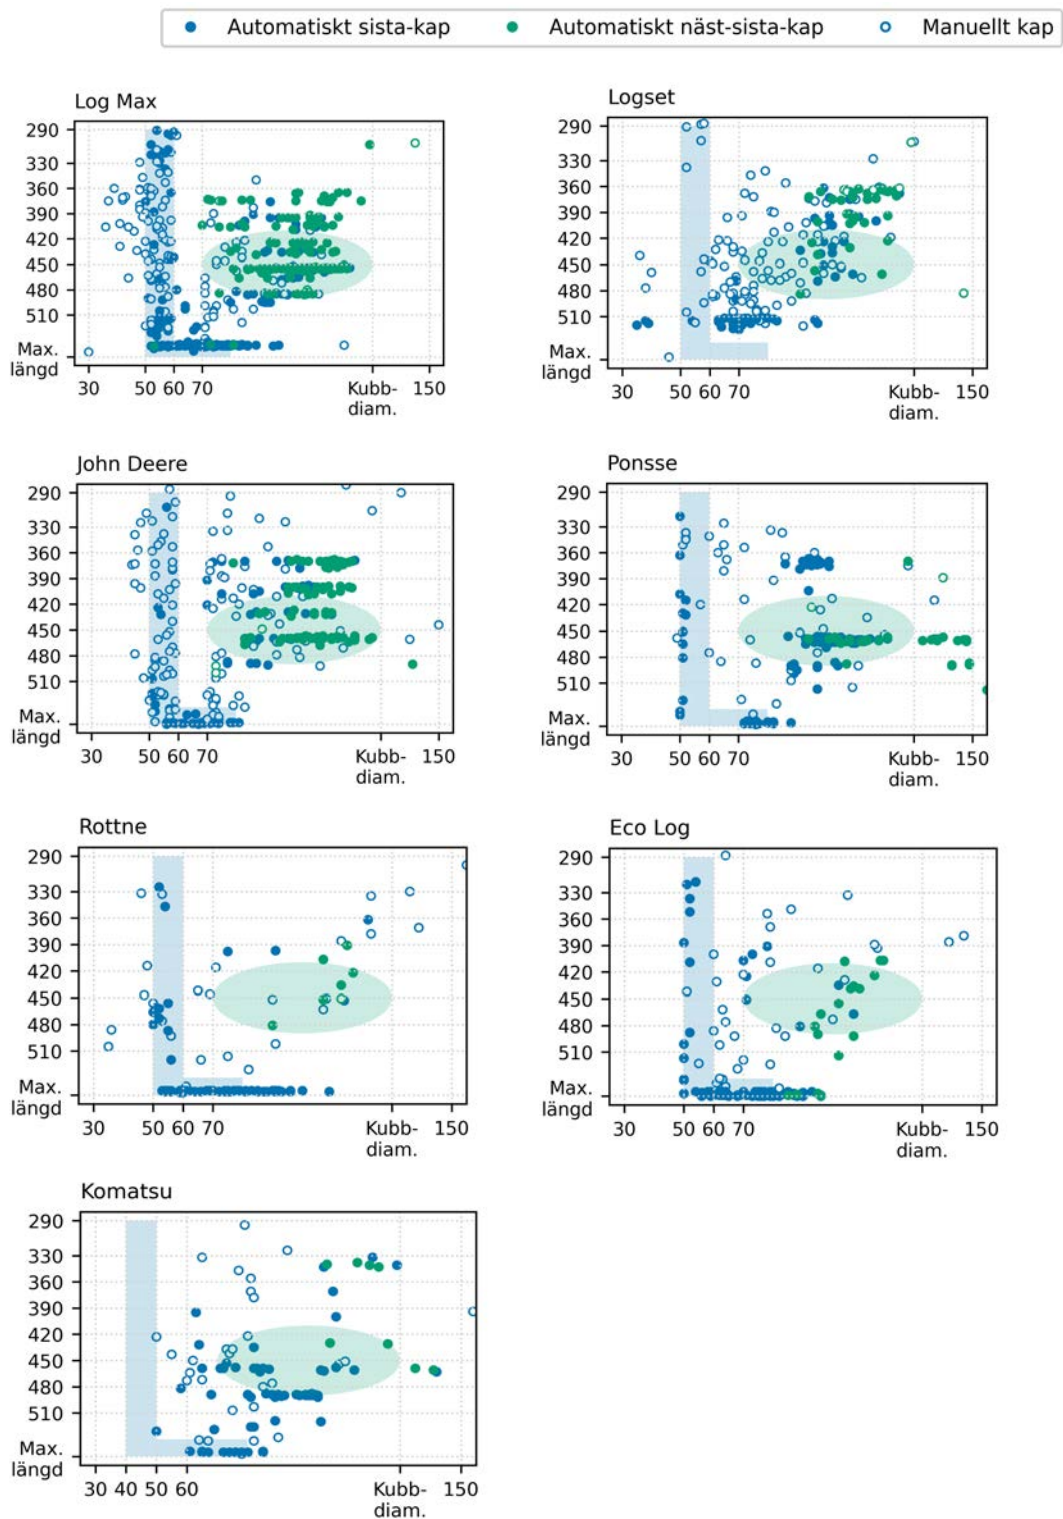 Automatiskt sista-kap Automatiskt näst-sista-kap Manuellt kap
Log Max
290
330
360
390
420
450
480
510
Max.
längd
30 50 60 70 Kubb-diam. 150
Logset
290
330
360
390
420
450
480
510
Max.
längd
30 50 60 70 Kubb-diam. 150
John Deere
290
330
360
390
420
450
480
510
Max.
längd
30 50 60 70 Kubb-diam. 150
Ponsse
290
330
360
390
420
450
480
510
Max.
längd
30 50 60 70 Kubb-diam. 150
Rottne
290
330
360
390
420
450
480
510
Max.
längd
30 50 60 70 Kubb-diam. 150
Eco Log
290
330
360
390
420
450
480
510
Max.
längd
30 50 60 70 Kubb-diam. 150
Komatsu
290
330
360
390
420
450
480
510
Max.
längd
30 40 50 60 Kubb-diam. 150